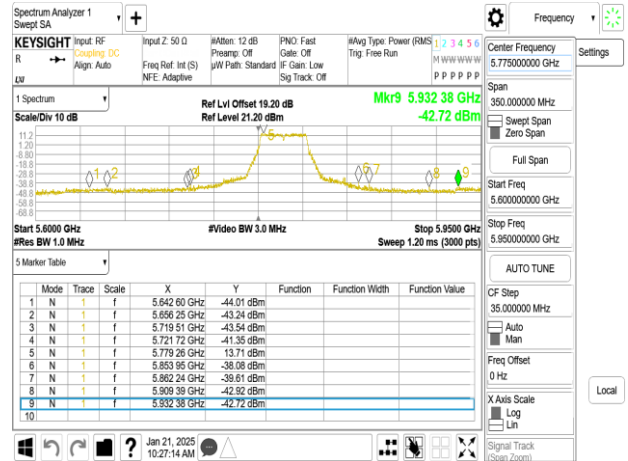 Spectrum Analyzer 1
Swept SA
Frequency
KEYSIGHT
R
Input: RF
Coupling: DC
Align: Auto
Input Z: 50 Ω
Freq Ref: Int (S)
NFE: Adaptive
#Atten: 12 dB
Preamp: Off
µW Path: Standard
PNO: Fast
Gate: Off
IF Gain: Low
Sig Track: Off
#Avg Type: Power (RMS
Trig: Free Run
1 2 3 4 5 6
M W W W W W
P P P P P P
Center Frequency
5.775000000 GHz
Settings
Span
350.000000 MHz
Swept Span
Zero Span
Full Span
Start Freq
5.600000000 GHz
Stop Freq
5.950000000 GHz
AUTO TUNE
CF Step
35.000000 MHz
Auto
Man
Freq Offset
0 Hz
X Axis Scale
Log
Lin
Signal Track
(Span Zoom)
Local
1 Spectrum
Scale/Div 10 dB
Ref Lvl Offset 19.20 dB
Ref Level 21.20 dBm
Mkr9 5.932 38 GHz
-42.72 dBm
11.2
1.20
-8.80
-18.8
-28.8
-38.8
-48.8
-58.8
-68.8
1 2 4 5 6 7 8 9
Start 5.6000 GHz
#Res BW 1.0 MHz
#Video BW 3.0 MHz
Stop 5.9500 GHz
Sweep 1.20 ms (3000 pts)
5 Marker Table
Mode Trace Scale X Y Function Function Width Function Value
1 N 1 f 5.642 60 GHz -44.01 dBm
2 N 1 f 5.656 25 GHz -43.24 dBm
3 N 1 f 5.719 51 GHz -43.54 dBm
4 N 1 f 5.721 72 GHz -41.35 dBm
5 N 1 f 5.779 26 GHz 13.71 dBm
6 N 1 f 5.853 95 GHz -38.08 dBm
7 N 1 f 5.862 24 GHz -39.61 dBm
8 N 1 f 5.909 39 GHz -42.92 dBm
9 N 1 f 5.932 38 GHz -42.72 dBm
10
?
Jan 21, 2025
10:27:14 AM